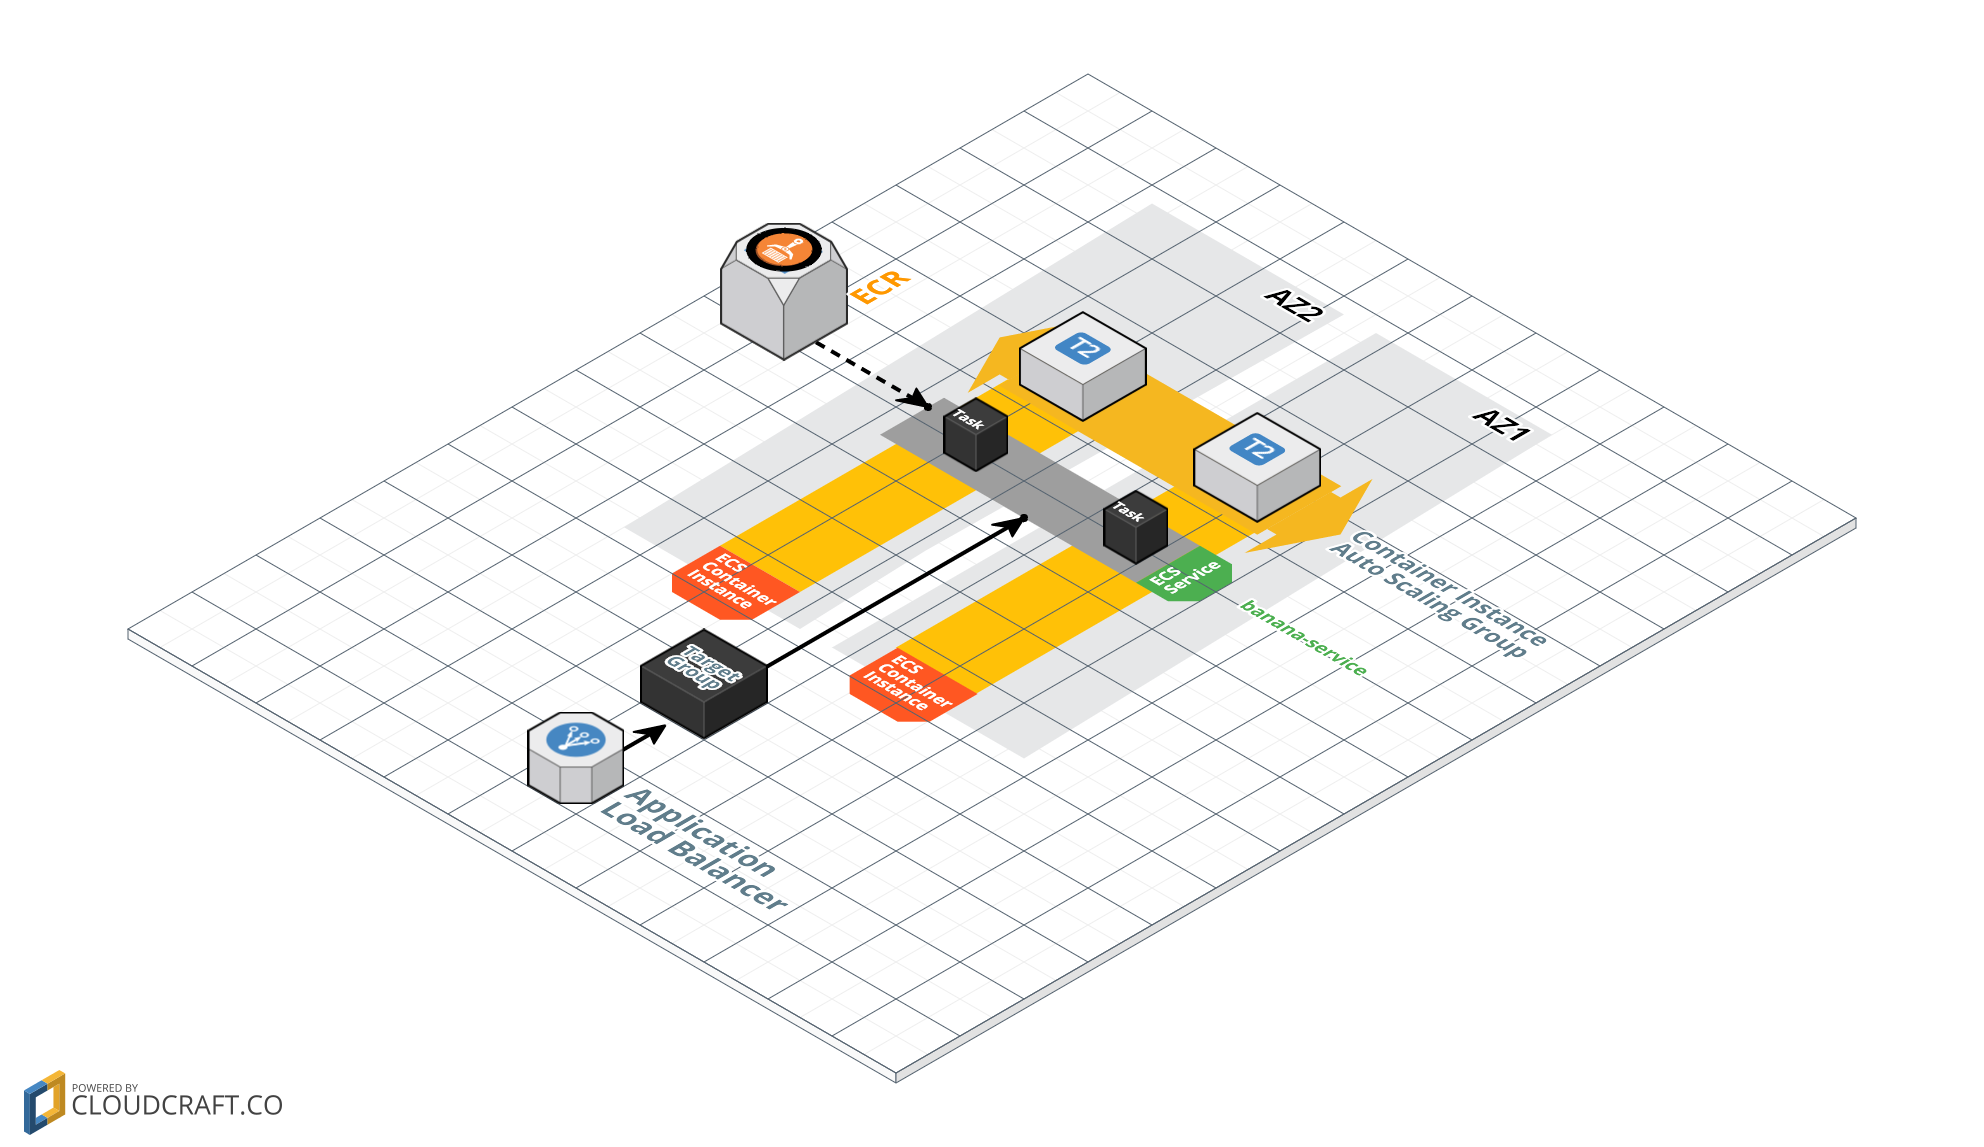 ECR
AZ2
AZ1
T2
T2
Task
Task
ECS
Container
Instance
ECS
Container
Instance
ECS
Service
banana-service
Container Instance
Auto Scaling Group
Target
Group
Application
Load Balancer
POWERED BY
CLOUDCRAFT.CO